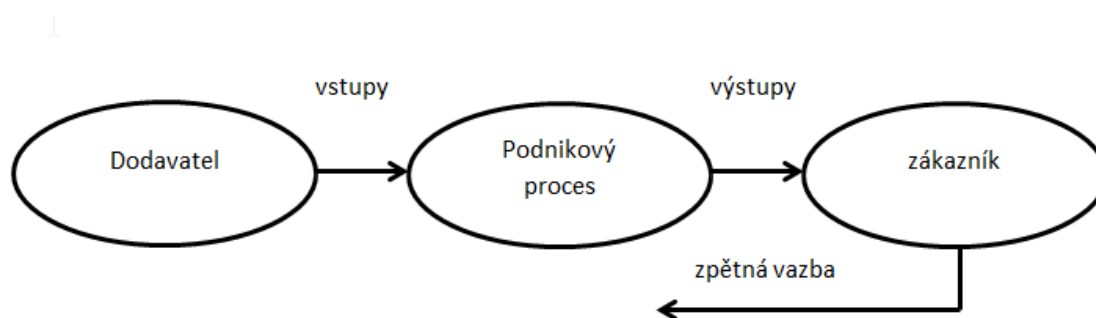 vstupy
výstupy
Dodavatel
Podnikový
proces
zákazník
zpětná vazba